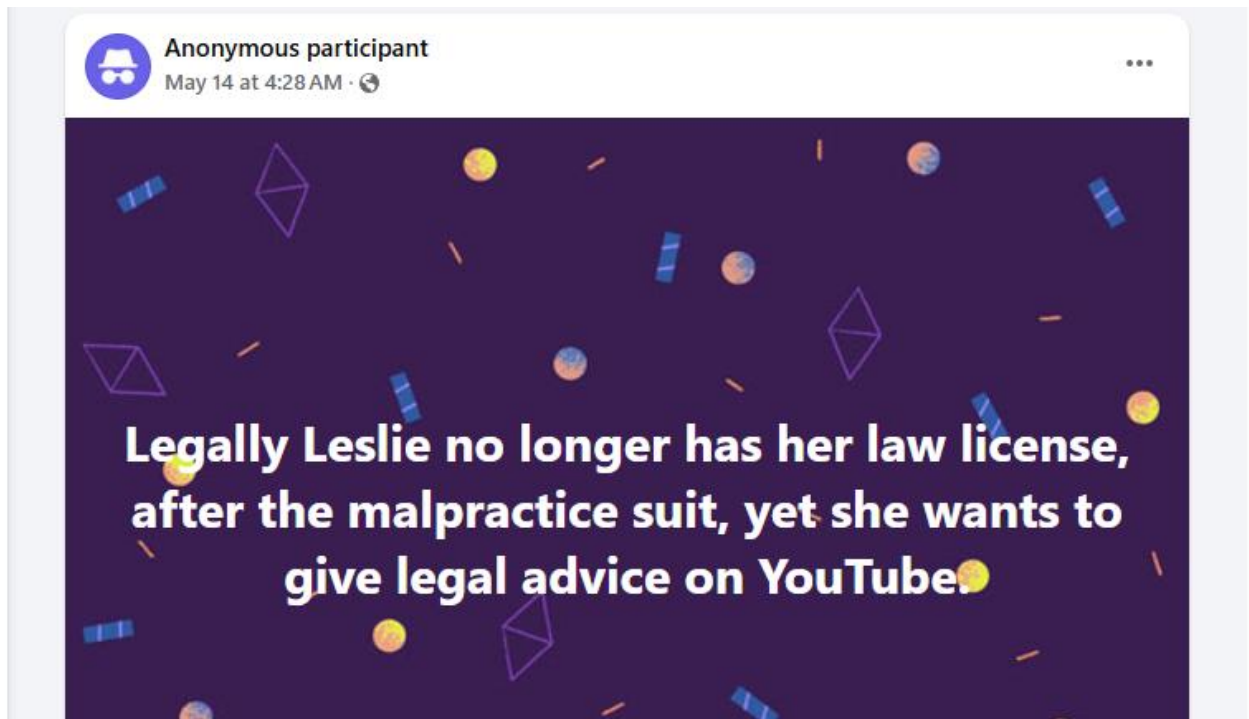 Anonymous participant
May 14 at 4:28 AM ·
Legally Leslie no longer has her law license,
after the malpractice suit, yet she wants to
give legal advice on YouTube.